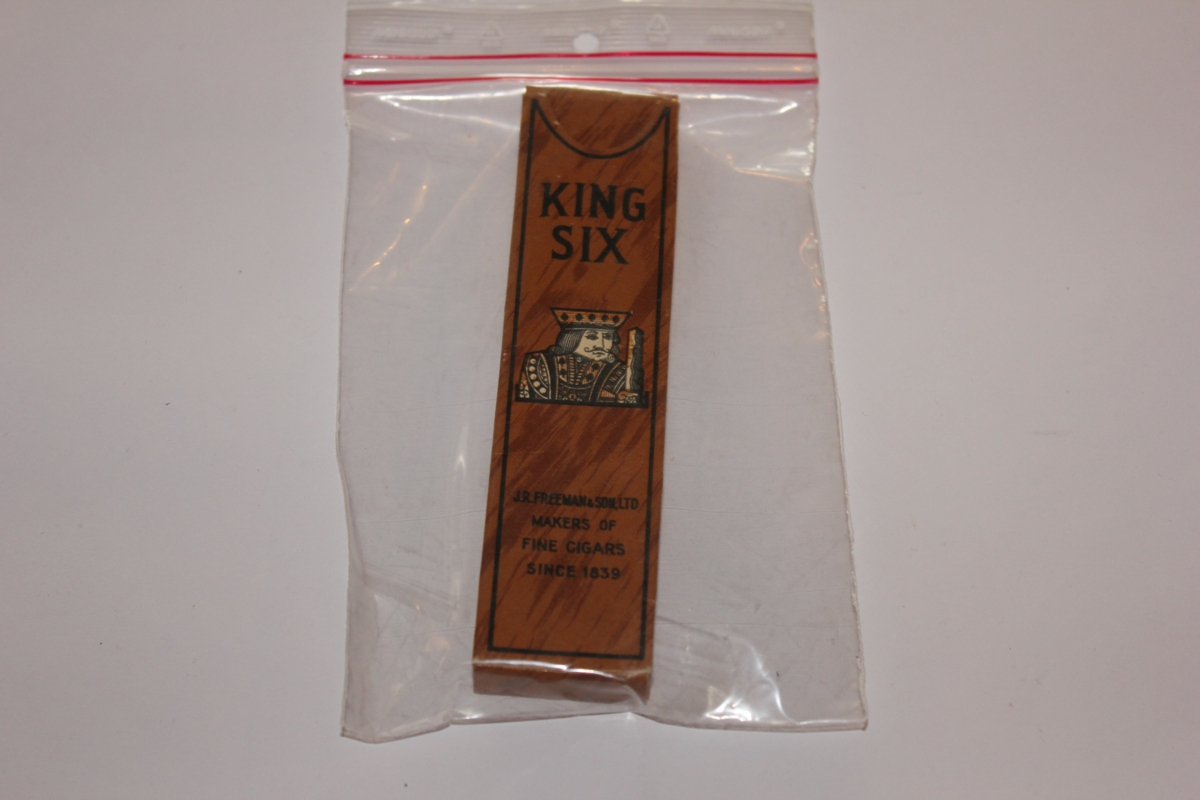 KING
SIX
J.R.FREEMAN & SON, LTD
MAKERS OF
FINE CIGARS
SINCE 1839